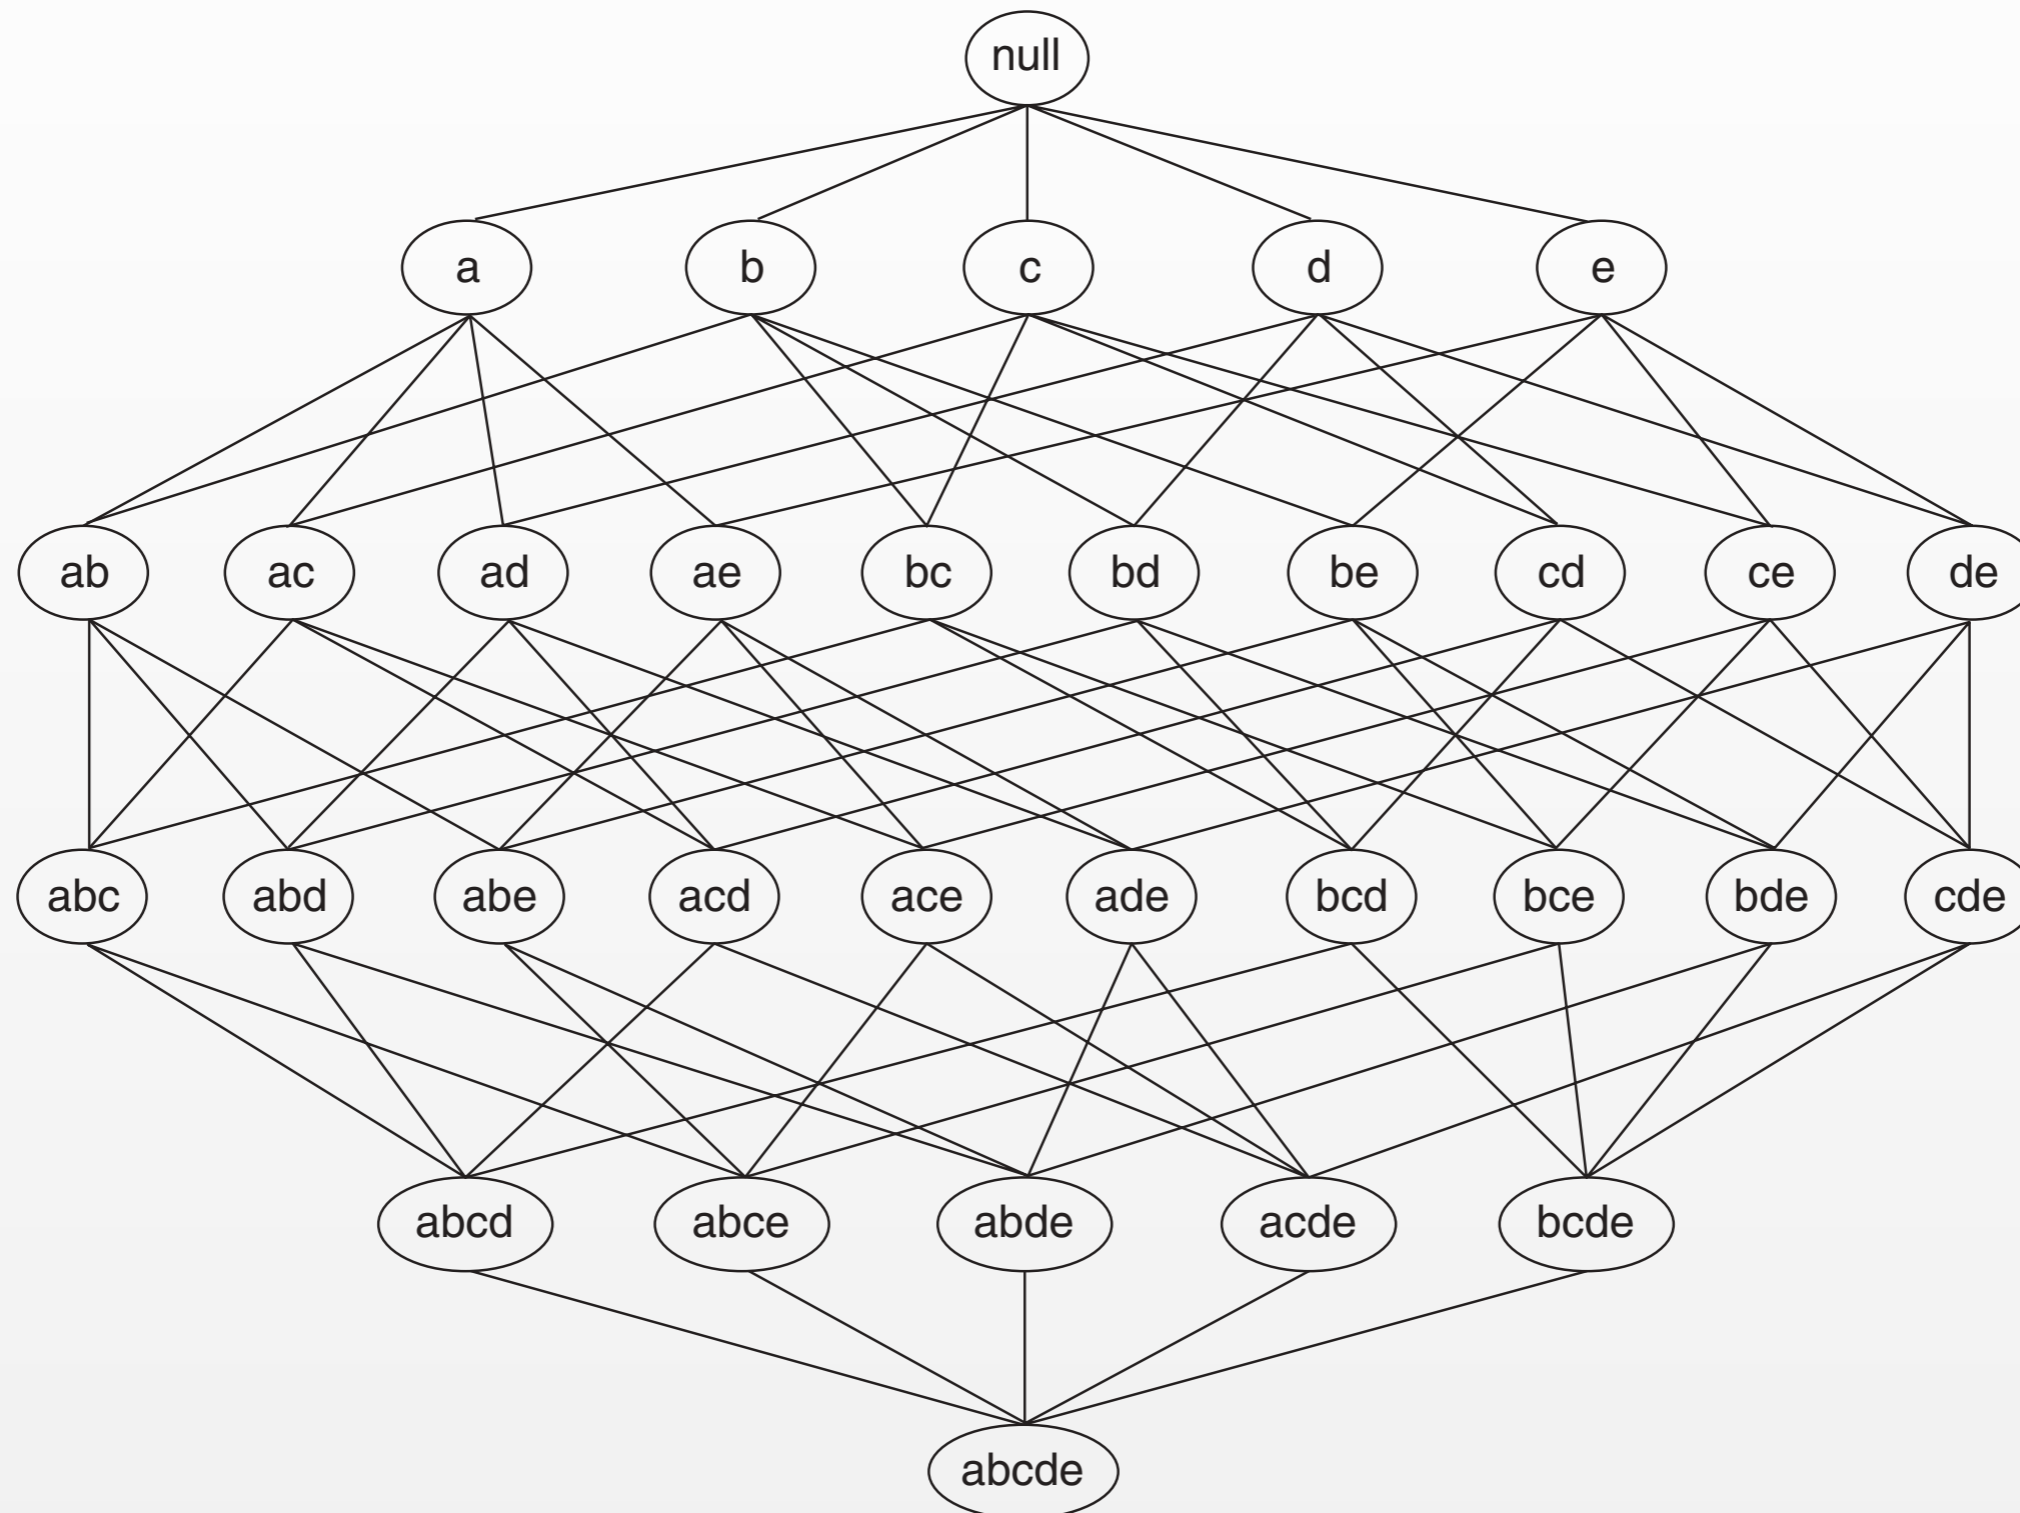 null
a b c d e
ab ac ad ae bc bd be cd ce de
abc abd abe acd ace ade bcd bce bde cde
abcd abce abde acde bcde
abcde